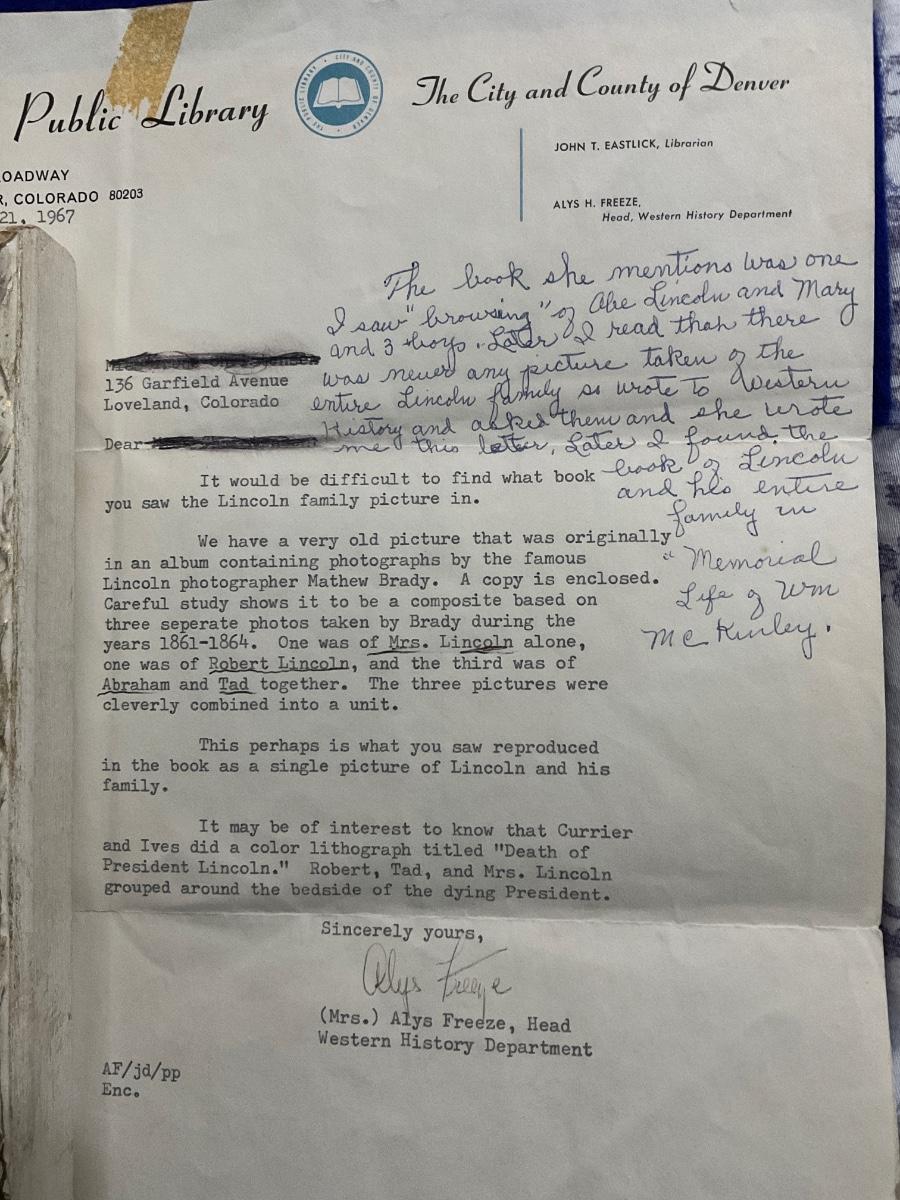 Public Library
The City and County of Denver
THE PUBLIC LIBRARY • CITY AND COUNTY OF DENVER •
JOHN T. EASTLICK, Librarian
OADWAY
R, COLORADO 80203
21, 1967
ALYS H. FREEZE,
Head, Western History Department
The book she mentions was one
I saw "browsing" of Abe Lincoln and Mary
and 3 boys. Later I read that there
was never any picture taken of the
entire Lincoln family so wrote to Western
History and asked them and she wrote
me this letter. Later I found the
book of Lincoln
and his entire
family in
"Memorial
Life of Wm
McKinley.
136 Garfield Avenue
Loveland, Colorado
Dear
It would be difficult to find what book
you saw the Lincoln family picture in.
We have a very old picture that was originally
in an album containing photographs by the famous
Lincoln photographer Mathew Brady. A copy is enclosed.
Careful study shows it to be a composite based on
three seperate photos taken by Brady during the
years 1861-1864. One was of Mrs. Lincoln alone,
one was of Robert Lincoln, and the third was of
Abraham and Tad together. The three pictures were
cleverly combined into a unit.
This perhaps is what you saw reproduced
in the book as a single picture of Lincoln and his
family.
It may be of interest to know that Currier
and Ives did a color lithograph titled "Death of
President Lincoln." Robert, Tad, and Mrs. Lincoln
grouped around the bedside of the dying President.
Sincerely yours,
Alys Freeze
(Mrs.) Alys Freeze, Head
Western History Department
AF/jd/pp
Enc.